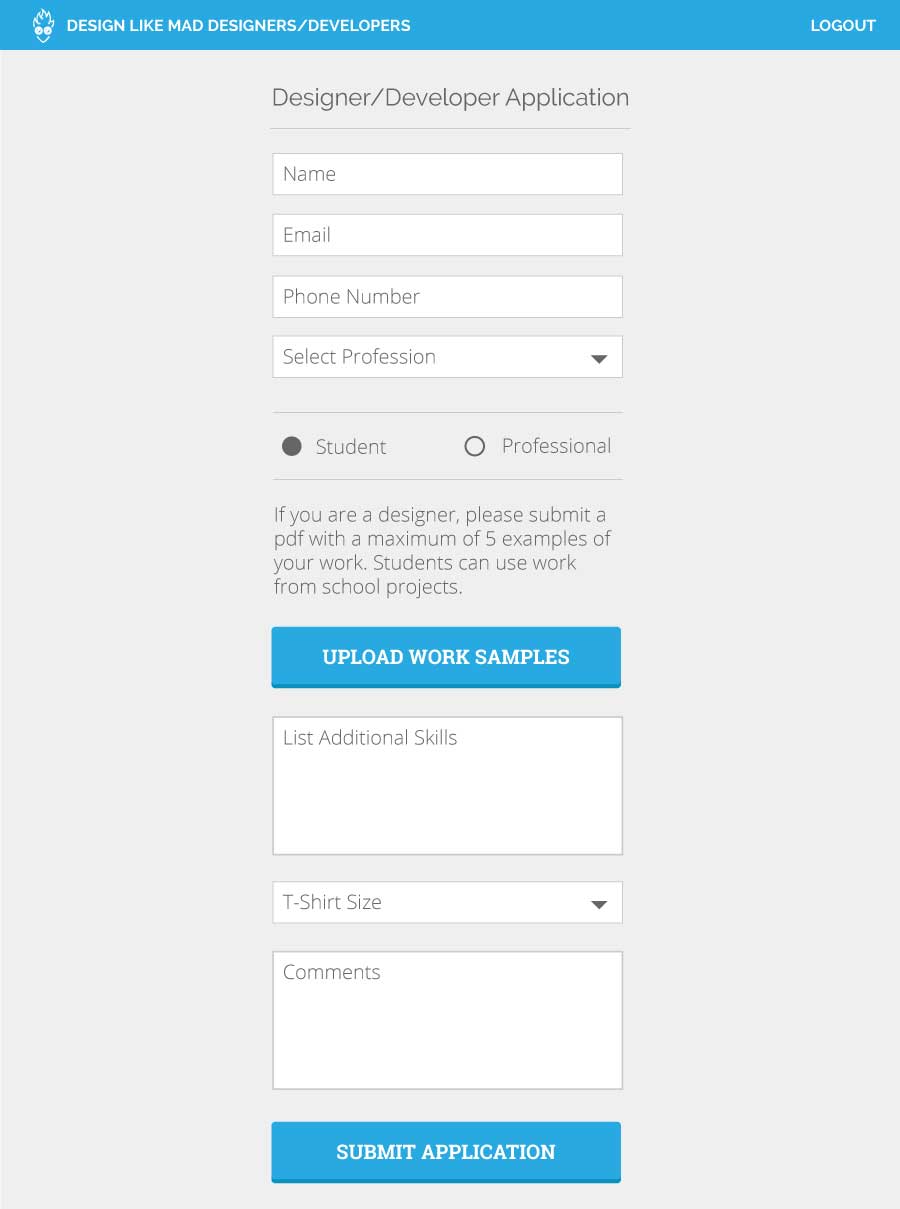 DESIGN LIKE MAD DESIGNERS/DEVELOPERS
LOGOUT
Designer/Developer Application
Name
Email
Phone Number
Select Profession
Student
Professional
If you are a designer, please submit a
pdf with a maximum of 5 examples of
your work. Students can use work
from school projects.
UPLOAD WORK SAMPLES
List Additional Skills
T-Shirt Size
Comments
SUBMIT APPLICATION